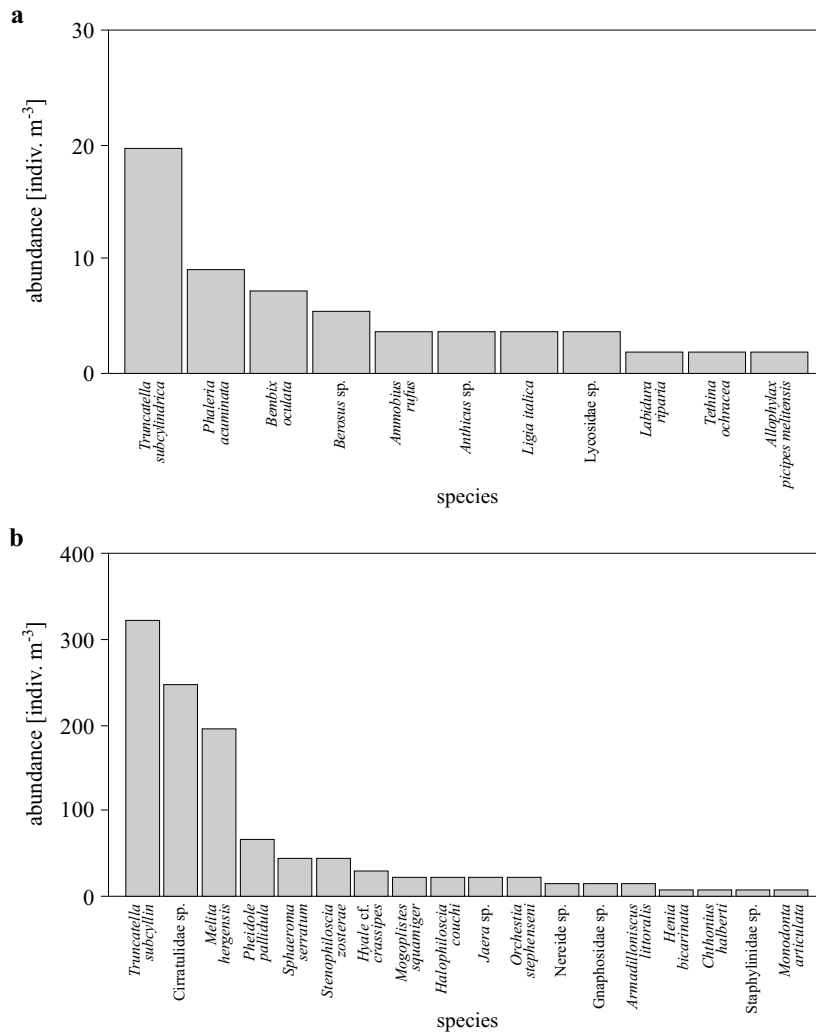 a
abundance [indiv. m⁻³]
30
20
10
0
Truncatella
subcylindrica
Phaleria
acuminata
Bembix
oculata
Berosus sp.
Ammobius
rufus
Anthicus sp.
Ligia italica
Lycosidae sp.
Labidura
riparia
Tethina
ochracea
Allophylax
picipes melitensis
species
b
abundance [indiv. m⁻³]
400
300
200
100
0
Truncatella
subcyllin
Cirratulidae sp.
Melita
hergensis
Pheidole
pallidula
Sphaeroma
serratum
Stenophiloscia
zosterae
Hyale cf.
crassipes
Mogoplistes
squamiger
Halophiloscia
couchi
Jaera sp.
Orchestia
stephenseni
Nereide sp.
Gnaphosidae sp.
Armadilloniscus
littoralis
Henia
bicarinata
Chthonius
halberti
Staphylinidae sp.
Monodonta
articulata
species